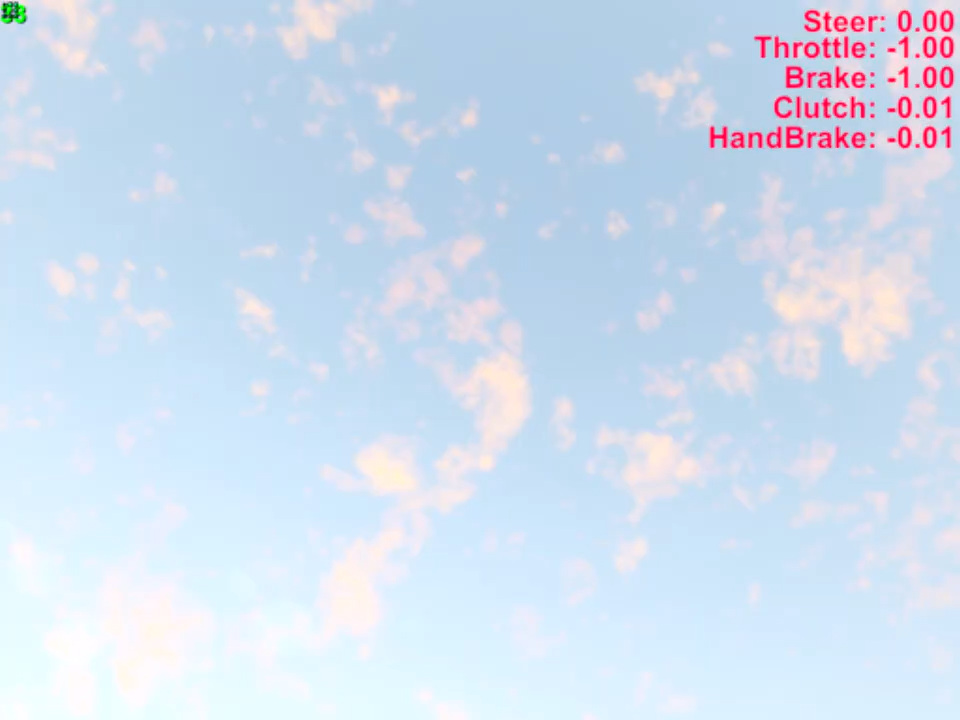 Steer: 0.00
Throttle: -1.00
Brake: -1.00
Clutch: -0.01
HandBrake: -0.01